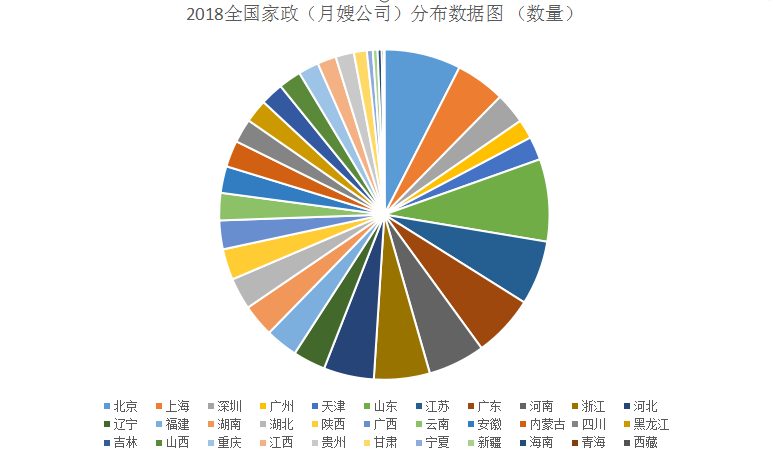 2018全国家政（月嫂公司）分布数据图 （数量）
北京 上海 深圳 广州 天津 山东 江苏 广东 河南 浙江 河北
辽宁 福建 湖南 湖北 陕西 广西 云南 安徽 内蒙古 四川 黑龙江
吉林 山西 重庆 江西 贵州 甘肃 宁夏 新疆 海南 青海 西藏